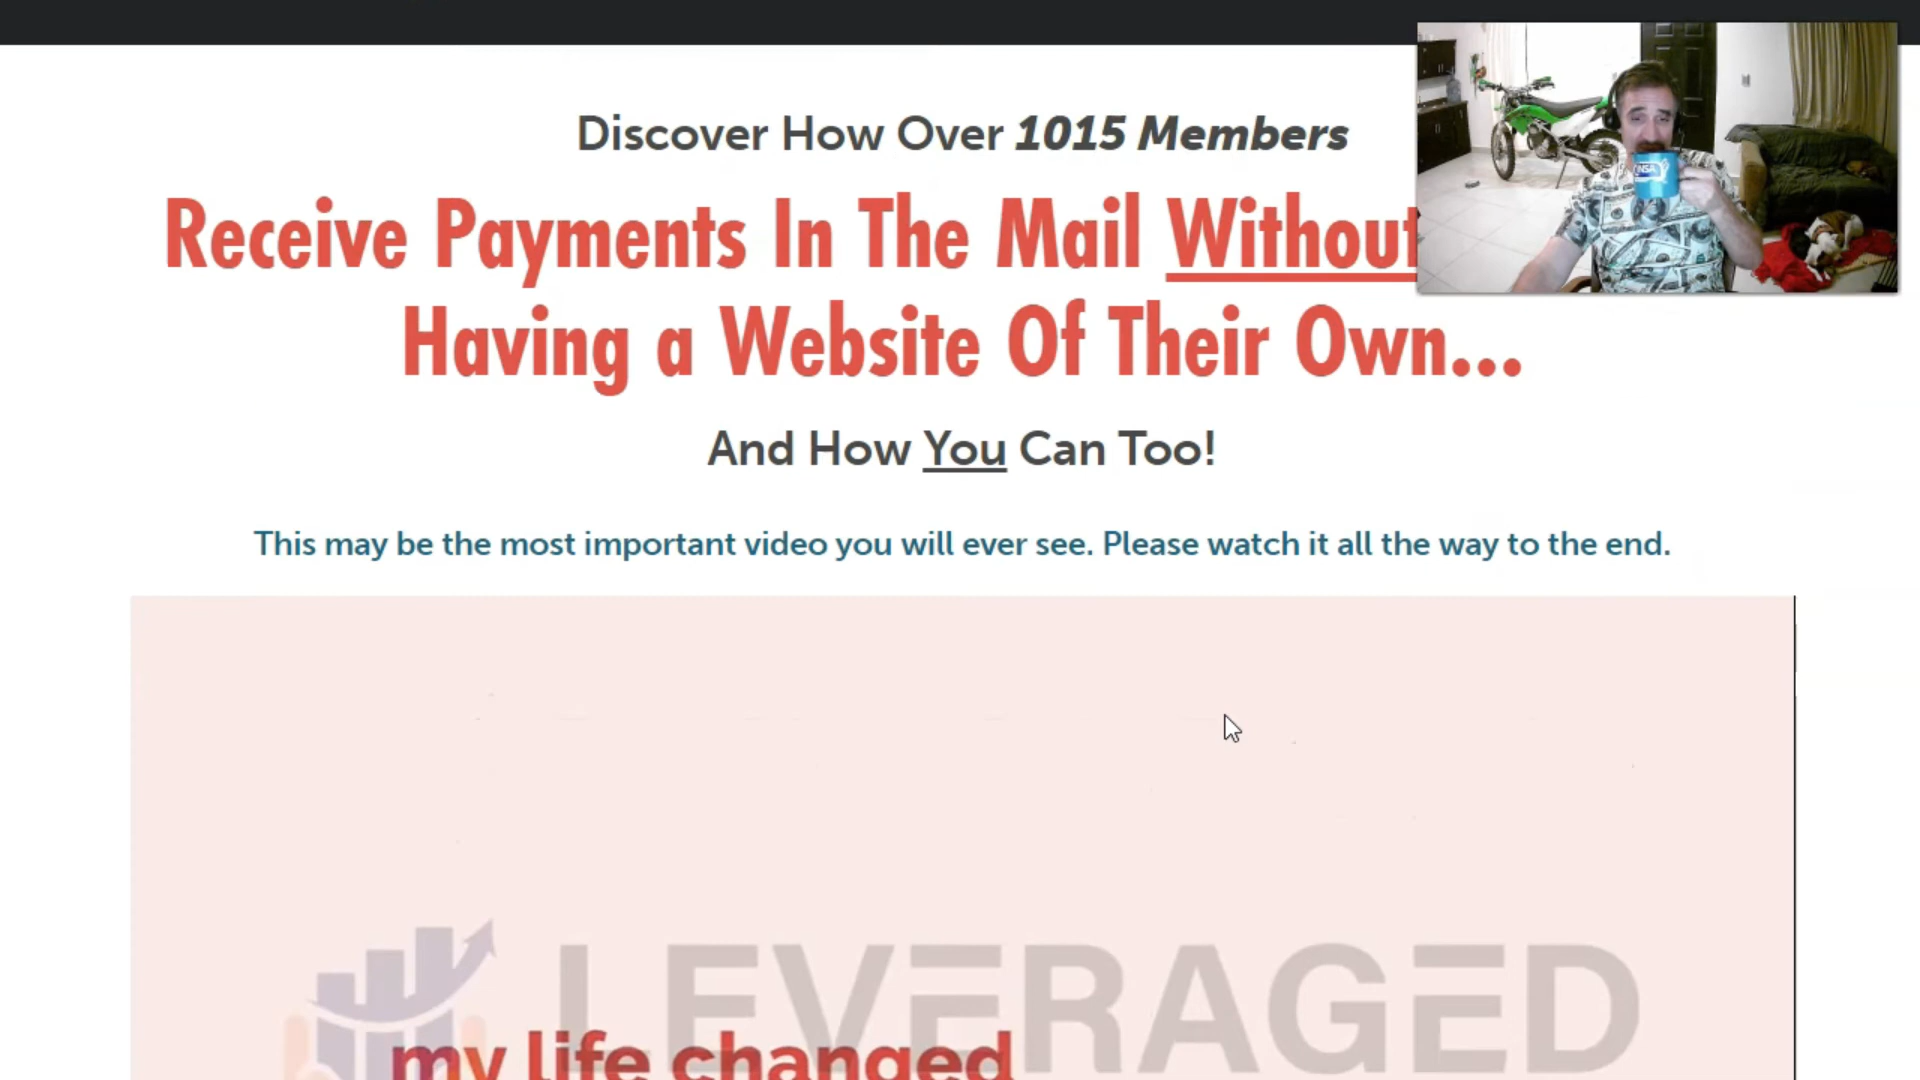 Discover How Over 1015 Members
Receive Payments In The Mail Without
Having a Website Of Their Own...
And How You Can Too!
This may be the most important video you will ever see. Please watch it all the way to the end.
LEVERAGED
my life changed
NSA